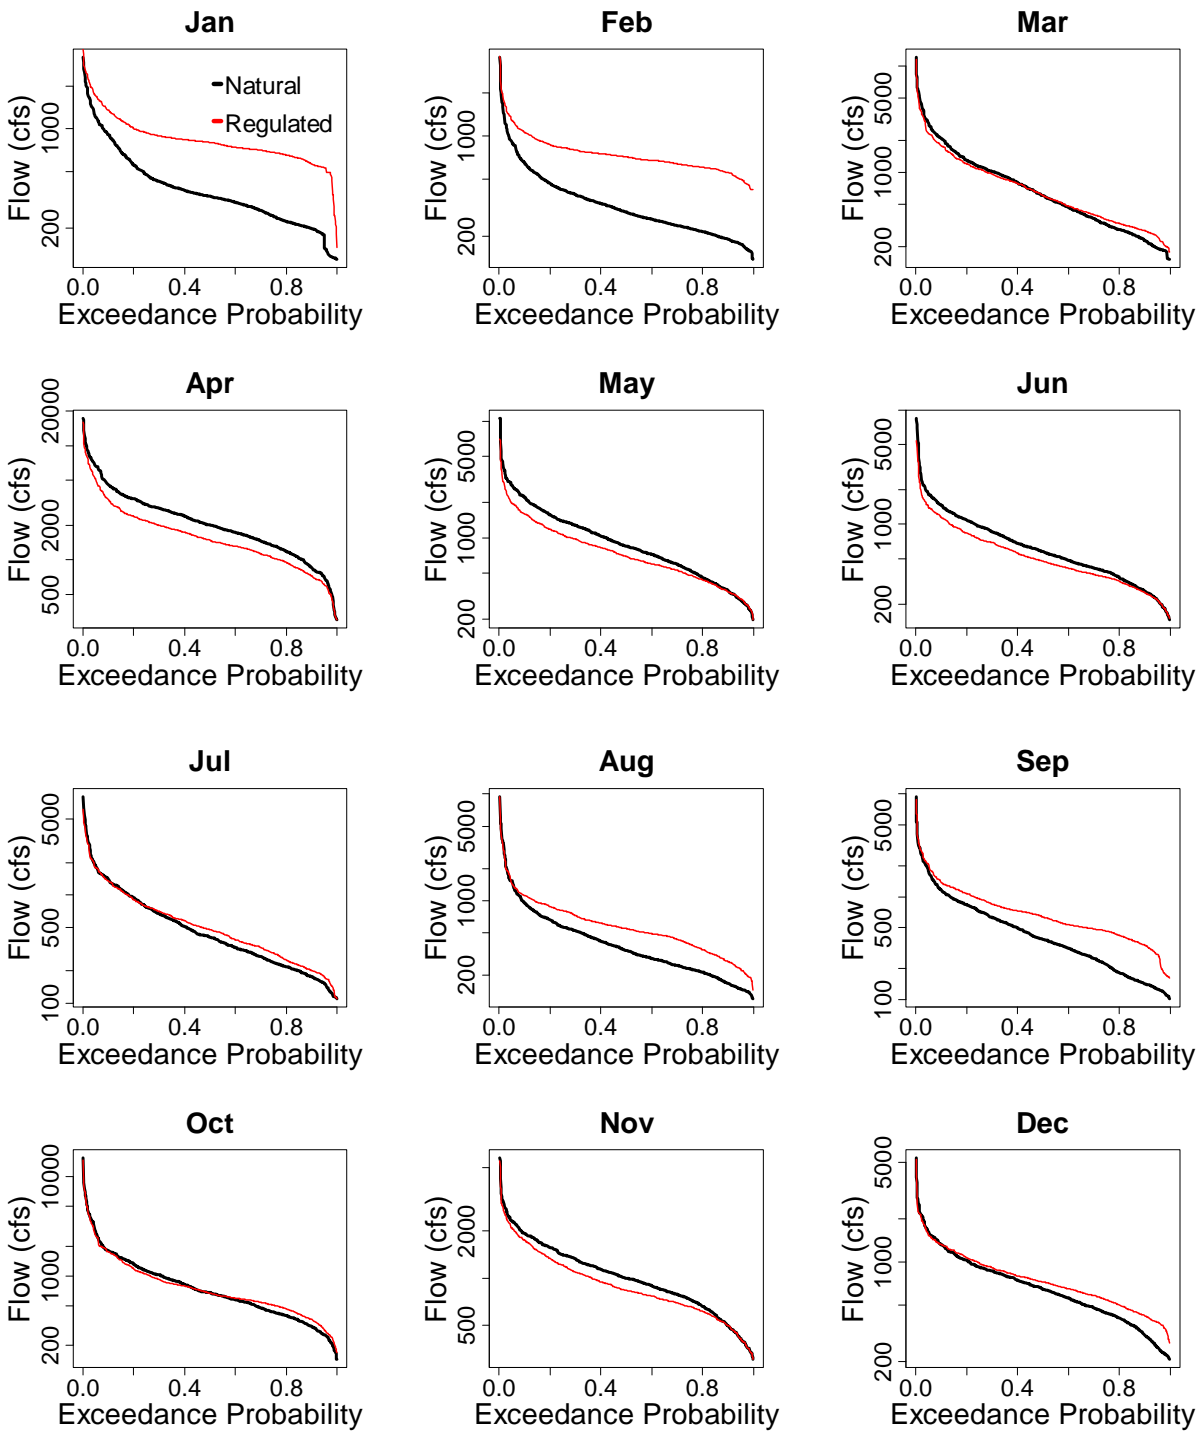 Jan Feb Mar
Flow (cfs) 200 1000 Natural Regulated Flow (cfs) 200 1000 Flow (cfs) 200 1000 5000
0.0 0.4 0.8 0.0 0.4 0.8 0.0 0.4 0.8
Exceedance Probability Exceedance Probability Exceedance Probability
Apr May Jun
Flow (cfs) 500 2000 20000 Flow (cfs) 200 1000 5000 Flow (cfs) 200 1000 5000
0.0 0.4 0.8 0.0 0.4 0.8 0.0 0.4 0.8
Exceedance Probability Exceedance Probability Exceedance Probability
Jul Aug Sep
Flow (cfs) 100 500 5000 Flow (cfs) 200 1000 5000 Flow (cfs) 100 500 5000
0.0 0.4 0.8 0.0 0.4 0.8 0.0 0.4 0.8
Exceedance Probability Exceedance Probability Exceedance Probability
Oct Nov Dec
Flow (cfs) 200 1000 10000 Flow (cfs) 500 2000 Flow (cfs) 200 1000 5000
0.0 0.4 0.8 0.0 0.4 0.8 0.0 0.4 0.8
Exceedance Probability Exceedance Probability Exceedance Probability